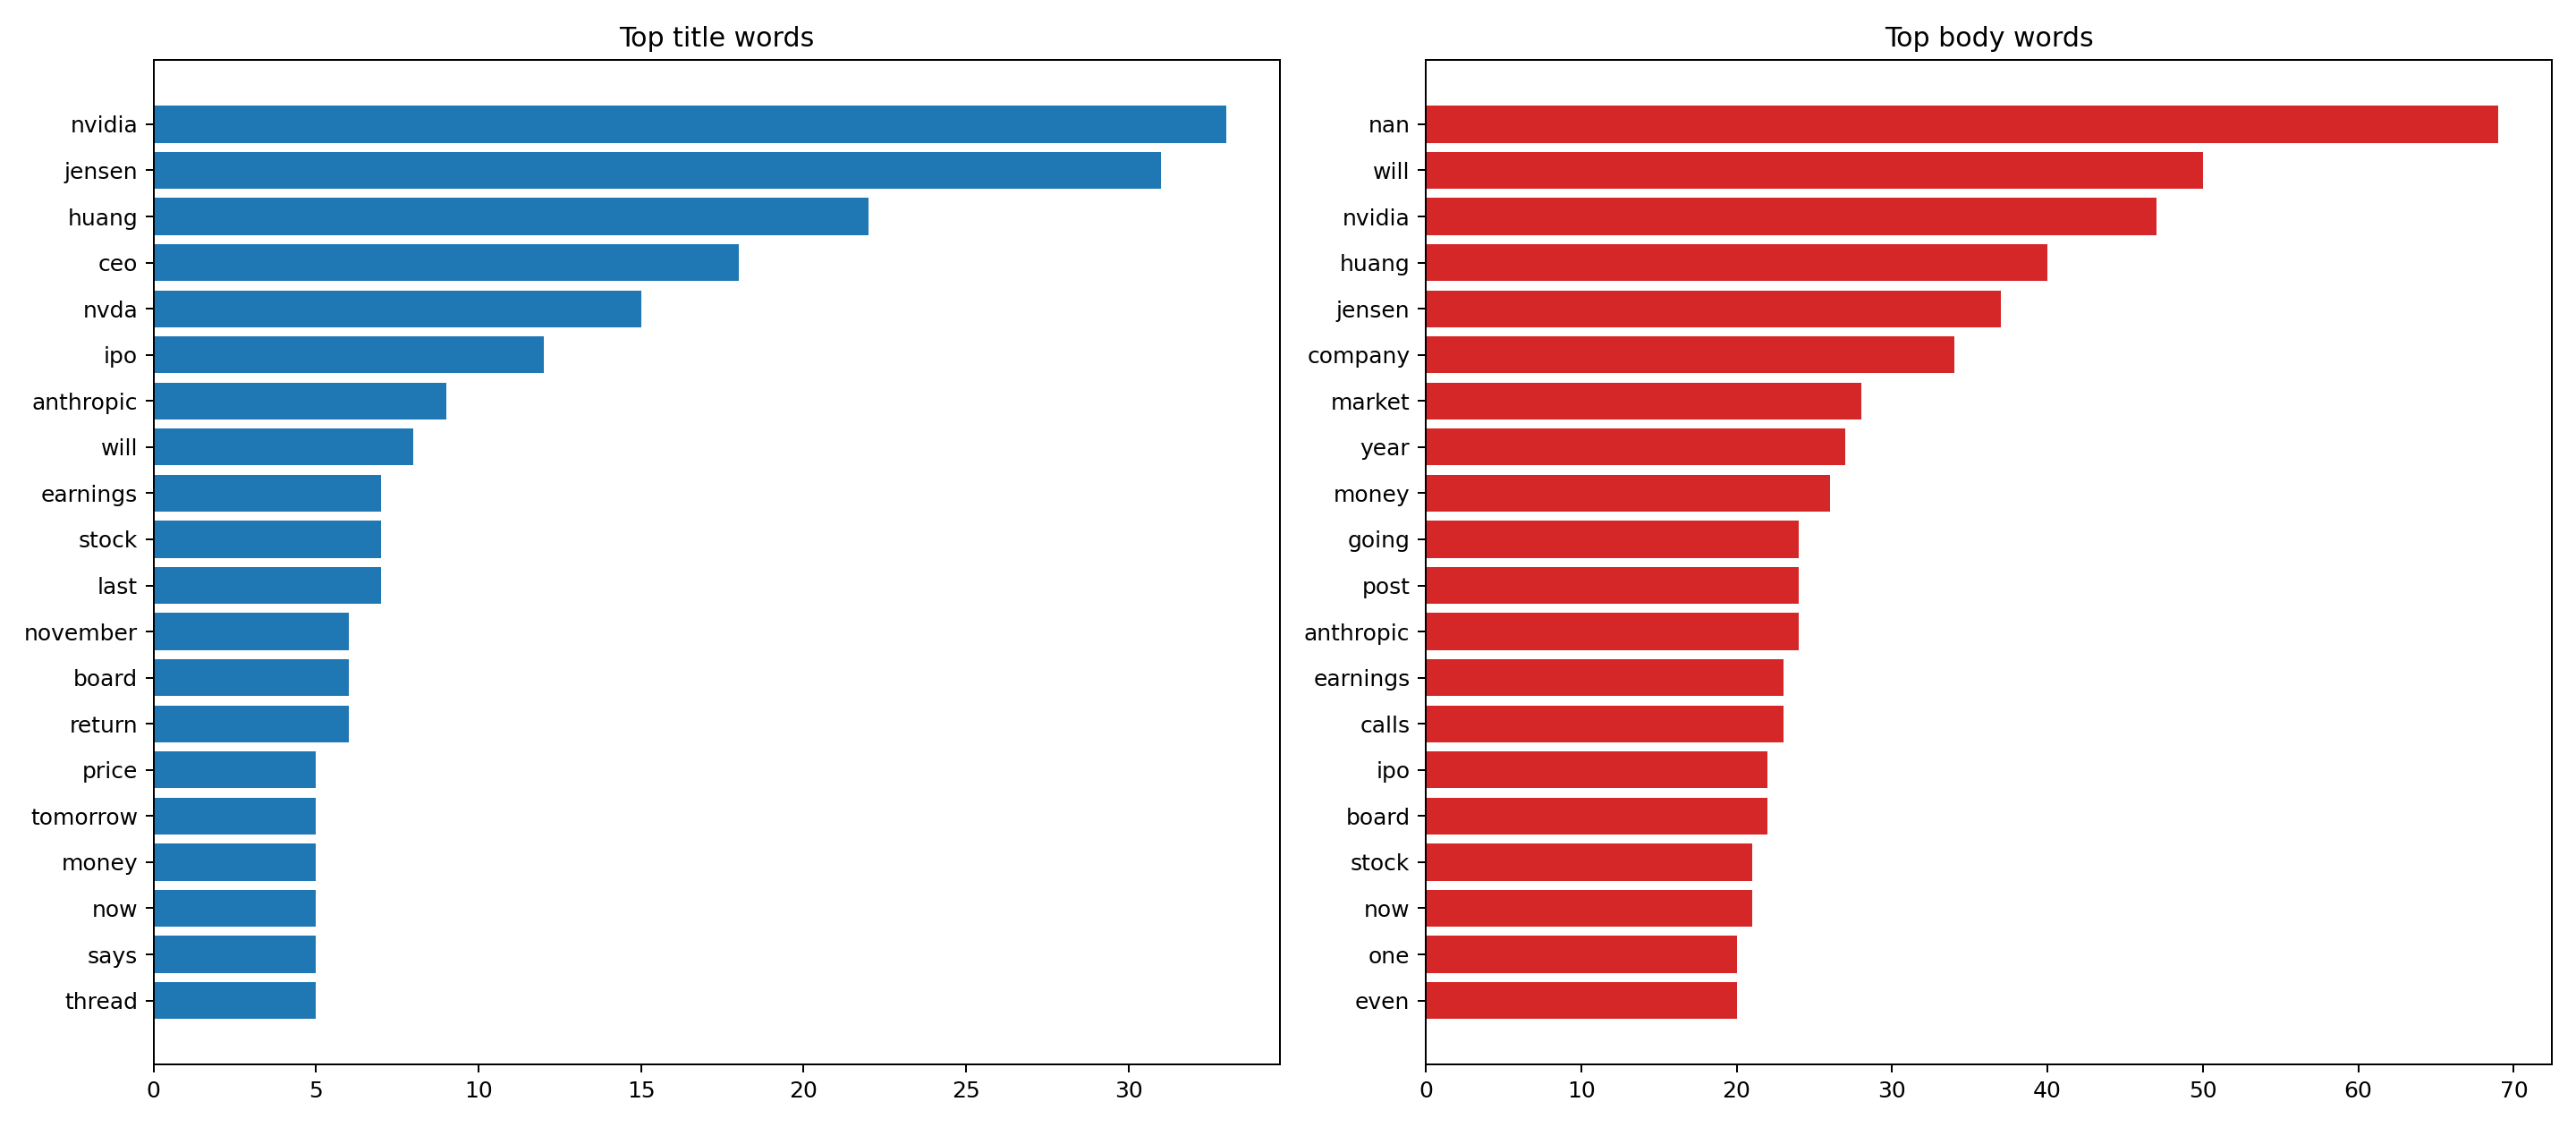 Top title words
nvidia
jensen
huang
ceo
nvda
ipo
anthropic
will
earnings
stock
last
november
board
return
price
tomorrow
money
now
says
thread
0 5 10 15 20 25 30
Top body words
nan
will
nvidia
huang
jensen
company
market
year
money
going
post
anthropic
earnings
calls
ipo
board
stock
now
one
even
0 10 20 30 40 50 60 70